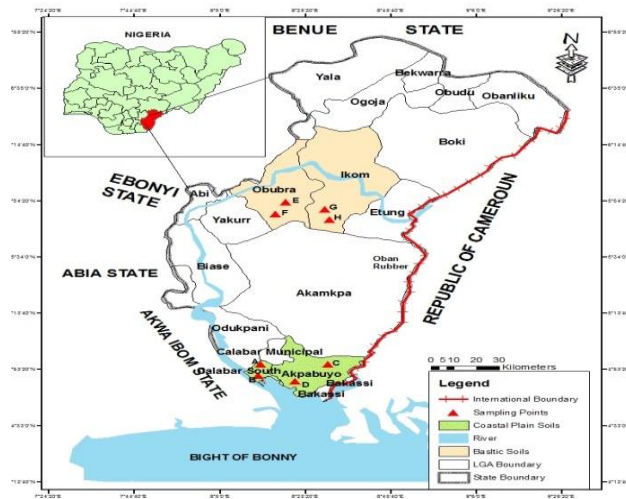 NIGERIA
BENUE STATE
N
Yala
Bekwarra
Obudu
Obanliku
Ogoja
Boki
Ikom
EBONYI
STATE
Abi
Obubra
E
G
F
H
Etung
Yakurr
REPUBLIC OF CAMEROUN
Biase
Oban
Rubber
ABIA STATE
Akamkpa
AKWA IBOM STATE
Odukpani
Calabar Municipal
A
C
Calabar South
Akpabuyo
B
D
Bakassi
Bakassi
0 5 10 20 30
Kilometers
Legend
International Boundary
Sampling Points
Coastal Plain Soils
River
Basltic Soils
LGA Boundary
State Boundary
BIGHT OF BONNY